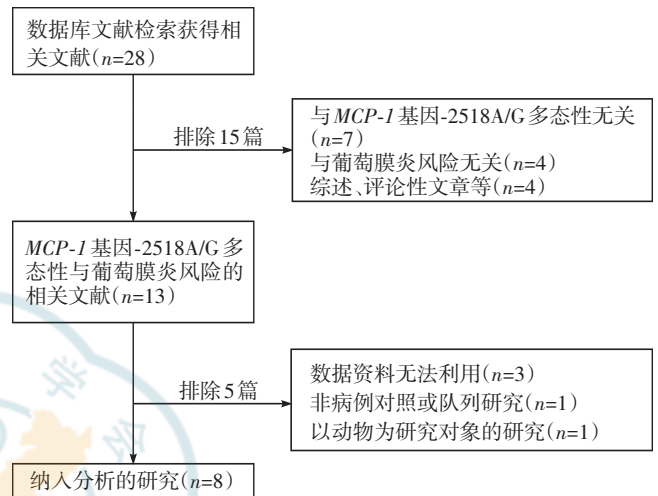 数据库文献检索获得相
关文献(n=28)
排除15篇
与MCP-1基因-2518A/G多态性无关
(n=7)
与葡萄膜炎风险无关(n=4)
综述、评论性文章等(n=4)
MCP-1基因-2518A/G多
态性与葡萄膜炎风险的
相关文献(n=13)
排除5篇
数据资料无法利用(n=3)
非病例对照或队列研究(n=1)
以动物为研究对象的研究(n=1)
纳入分析的研究(n=8)
学
会